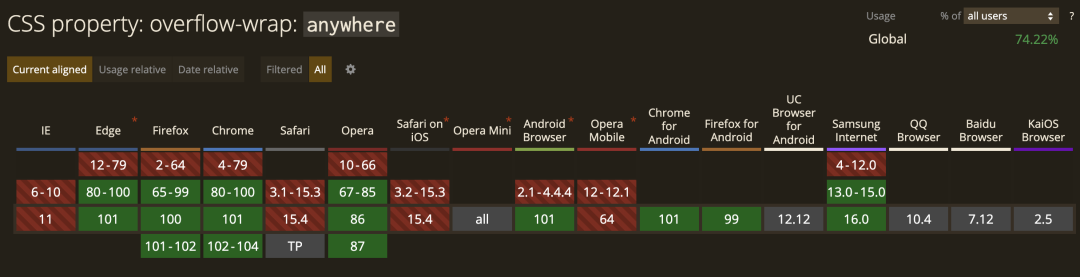 CSS property: overflow-wrap: anywhere
Usage % of all users ?
Global 74.22%
Current aligned Usage relative Date relative Filtered All
IE Edge * Firefox Chrome Safari Opera Safari on iOS * Opera Mini * Android Browser * Opera Mobile * Chrome for Android Firefox for Android UC Browser for Android Samsung Internet QQ Browser Baidu Browser KaiOS Browser
12-79 2-64 4-79 10-66 4-12.0
6-10 80-100 65-99 80-100 3.1-15.3 67-85 3.2-15.3 2.1-4.4.4 12-12.1 13.0-15.0
11 101 100 101 15.4 86 15.4 all 101 64 101 99 12.12 16.0 10.4 7.12 2.5
101-102 102-104 TP 87